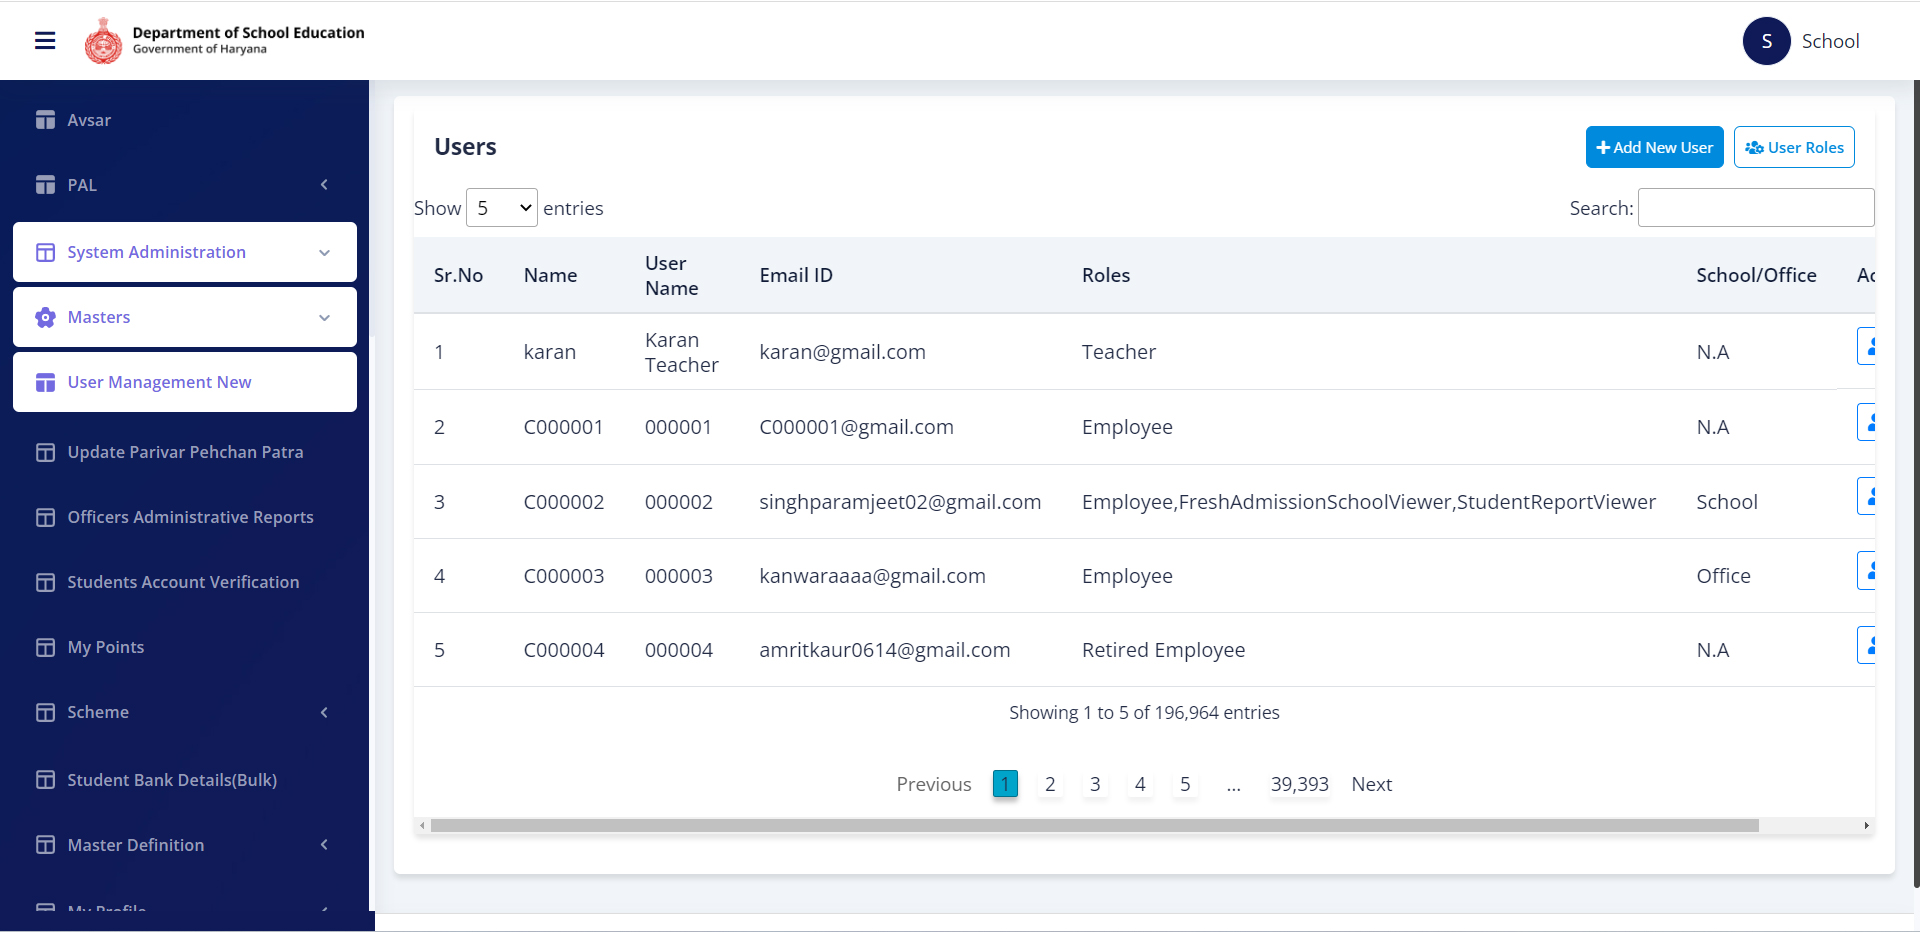 Department of School Education
Government of Haryana
S School
Avsar
PAL
System Administration
Masters
User Management New
Update Parivar Pehchan Patra
Officers Administrative Reports
Students Account Verification
My Points
Scheme
Student Bank Details(Bulk)
Master Definition
My Profile
Users
Add New User
User Roles
Show 5 entries
Search:
Sr.No Name User Name Email ID Roles School/Office Ac
1 karan Karan Teacher karan@gmail.com Teacher N.A
2 C000001 000001 C000001@gmail.com Employee N.A
3 C000002 000002 singhparamjeet02@gmail.com Employee,FreshAdmissionSchoolViewer,StudentReportViewer School
4 C000003 000003 kanwaraaaa@gmail.com Employee Office
5 C000004 000004 amritkaur0614@gmail.com Retired Employee N.A
Showing 1 to 5 of 196,964 entries
Previous 1 2 3 4 5 ... 39,393 Next